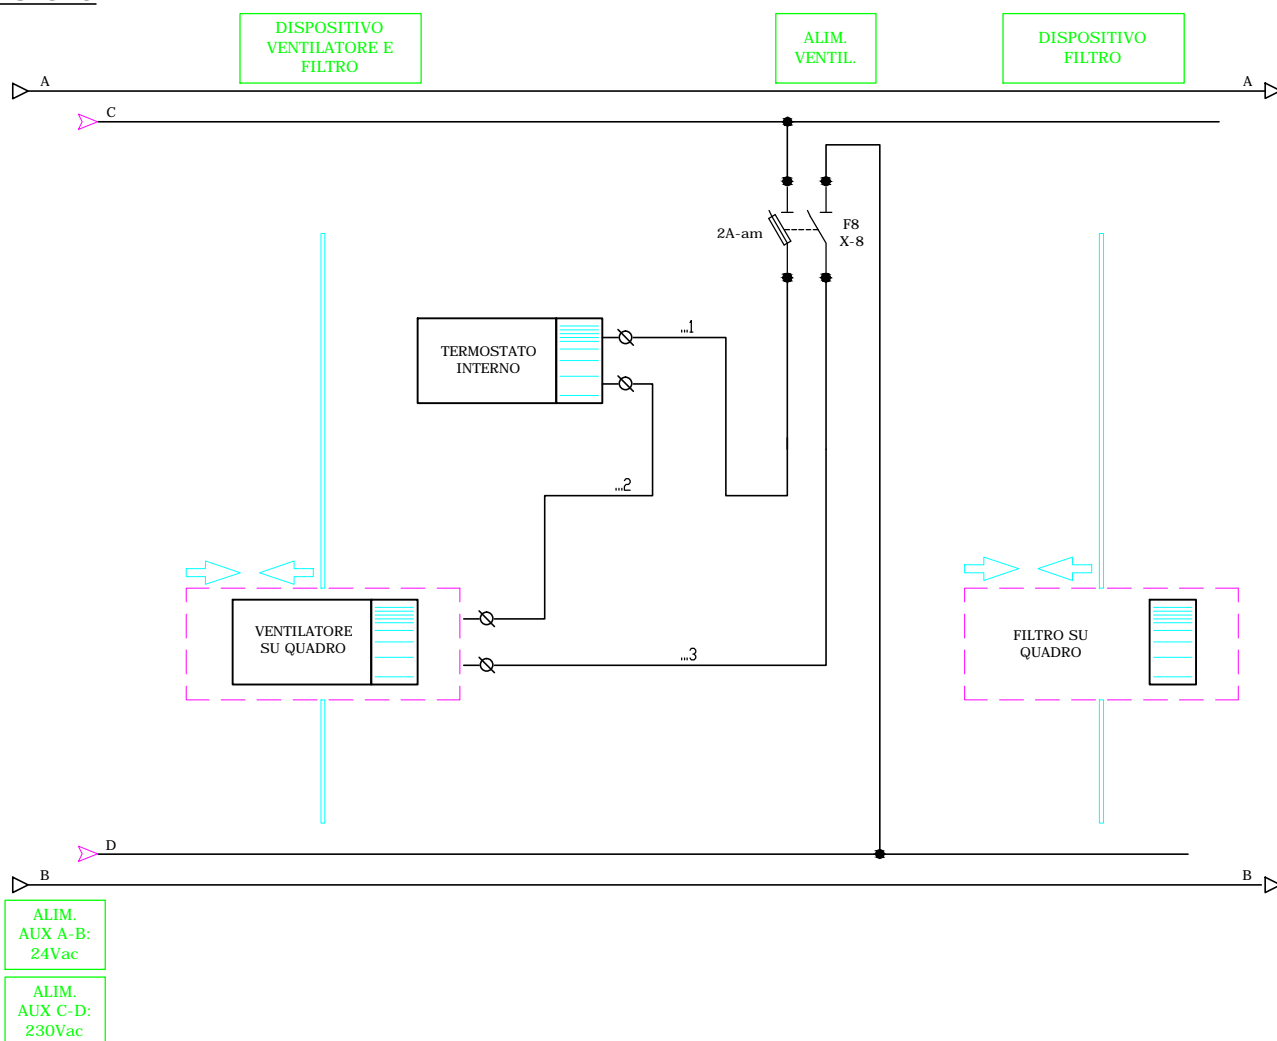 DISPOSITIVO
VENTILATORE E
FILTRO
ALIM.
VENTIL.
DISPOSITIVO
FILTRO
A
A
C
2A-am
F8
X-8
...1
TERMOSTATO
INTERNO
...2
VENTILATORE
SU QUADRO
...3
FILTRO SU
QUADRO
D
B
B
ALIM.
AUX A-B:
24Vac
ALIM.
AUX C-D:
230Vac